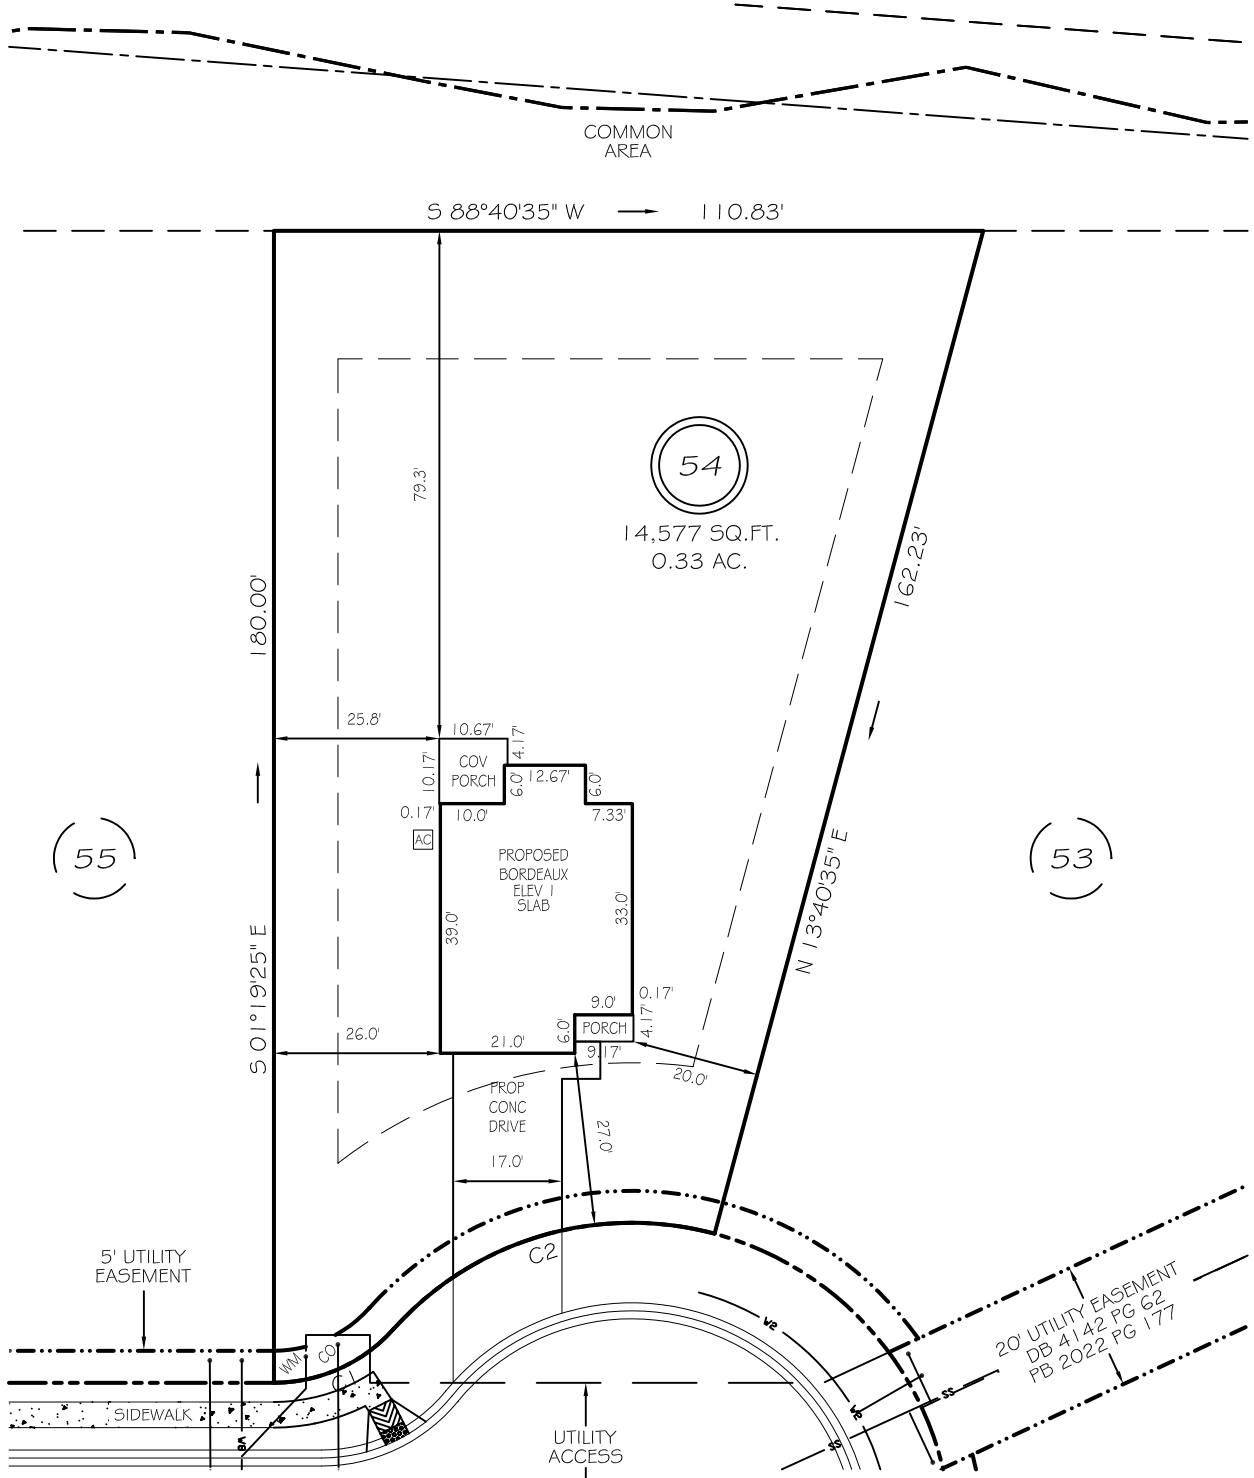 COMMON
AREA
S 88°40'35" W
110.83'
79.3'
54
14,577 SQ.FT.
0.33 AC.
180.00'
162.23'
25.8'
10.67'
4.17'
10.17'
COV
PORCH
6.0'
12.67'
6.0'
0.17'
10.0'
7.33'
AC
55
53
PROPOSED
BORDEAUX
ELEV 1
SLAB
39.0'
33.0'
N 13°40'35" E
S 01°19'25" E
9.0'
0.17'
4.17'
6.0'
PORCH
26.0'
21.0'
9.17'
20.0'
PROP
CONC
DRIVE
27.0'
17.0'
C2
5' UTILITY
EASEMENT
20' UTILITY EASEMENT
DB 4142 PG 62
PB 2022 PG 177
WM
CO
C1
SIDEWALK
UTILITY
ACCESS
SS
SS